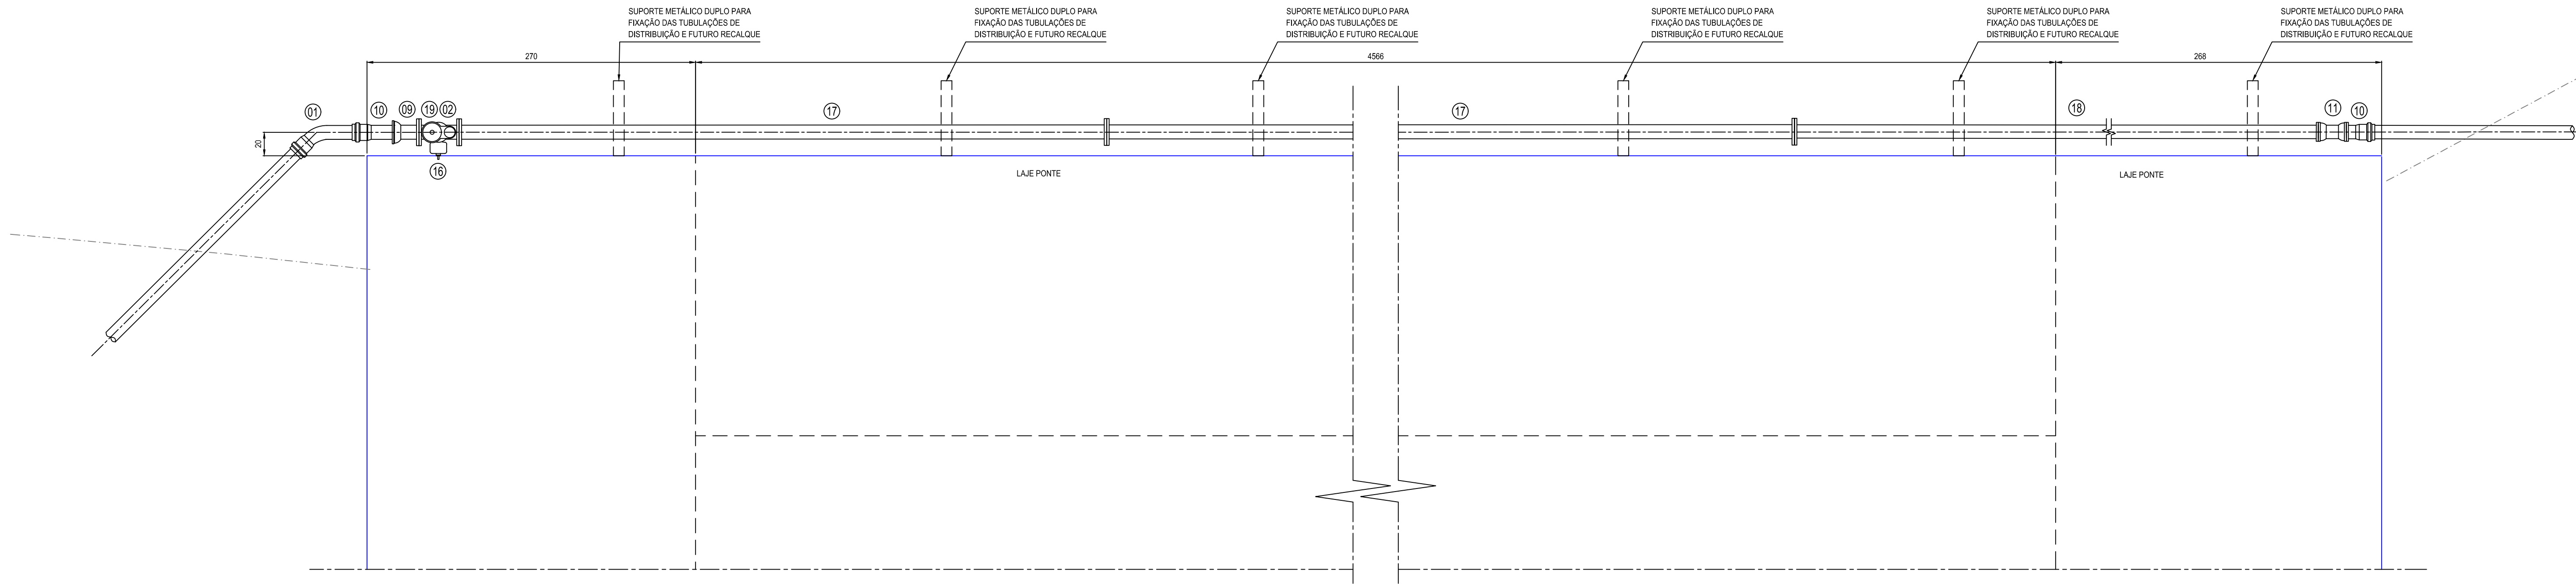 SUPORTE METÁLICO DUPLO PARA
FIXAÇÃO DAS TUBULAÇÕES DE
DISTRIBUIÇÃO E FUTURO RECALQUE
SUPORTE METÁLICO DUPLO PARA
FIXAÇÃO DAS TUBULAÇÕES DE
DISTRIBUIÇÃO E FUTURO RECALQUE
SUPORTE METÁLICO DUPLO PARA
FIXAÇÃO DAS TUBULAÇÕES DE
DISTRIBUIÇÃO E FUTURO RECALQUE
SUPORTE METÁLICO DUPLO PARA
FIXAÇÃO DAS TUBULAÇÕES DE
DISTRIBUIÇÃO E FUTURO RECALQUE
SUPORTE METÁLICO DUPLO PARA
FIXAÇÃO DAS TUBULAÇÕES DE
DISTRIBUIÇÃO E FUTURO RECALQUE
SUPORTE METÁLICO DUPLO PARA
FIXAÇÃO DAS TUBULAÇÕES DE
DISTRIBUIÇÃO E FUTURO RECALQUE
270
4566
268
01
10
09
19
02
17
17
18
11
10
20
16
LAJE PONTE
LAJE PONTE